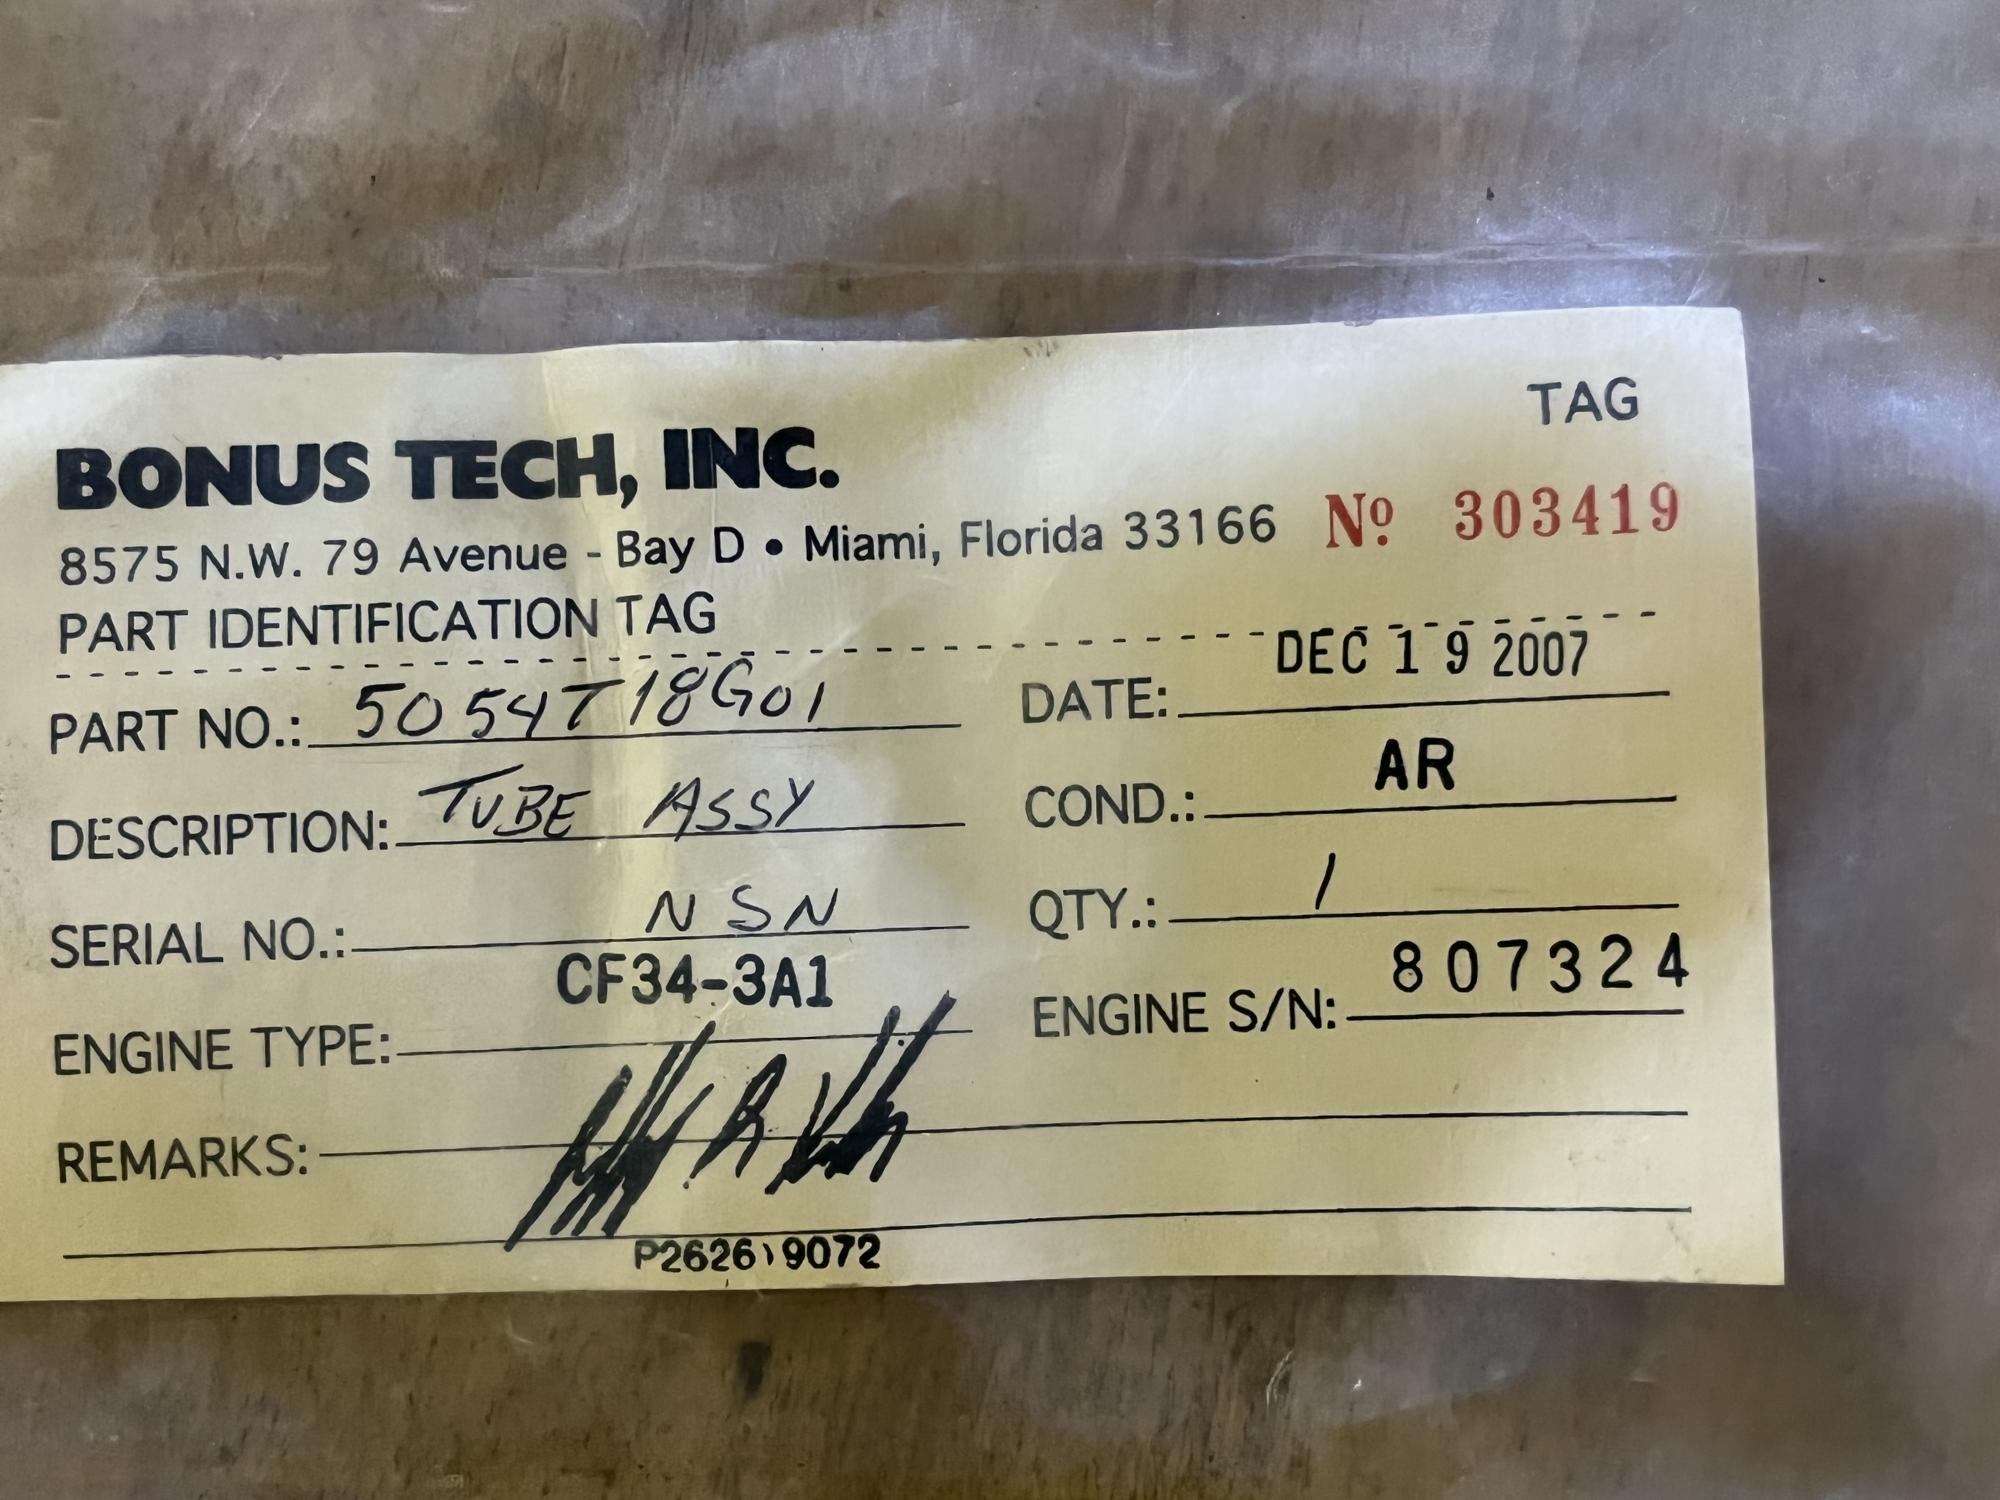 TAG
BONUS TECH, INC.
8575 N.W. 79 Avenue - Bay D • Miami, Florida 33166 Nº 303419
PART IDENTIFICATION TAG
PART NO.: 5054T18G01 DATE: DEC 19 2007
DESCRIPTION: TUBE ASSY COND.: AR
SERIAL NO.: NSN QTY.: 1
ENGINE TYPE: CF34-3A1 ENGINE S/N: 807324
REMARKS:
P262619072